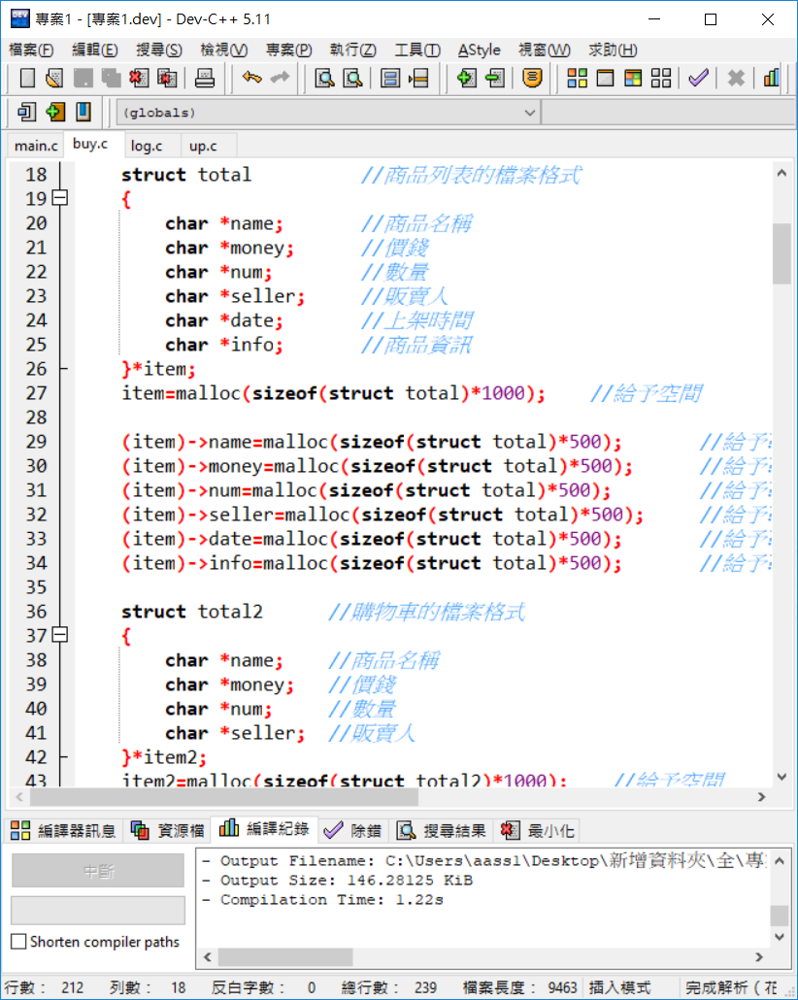 專案1 - [專案1.dev] - Dev-C++ 5.11
檔案(F) 編輯(E) 搜尋(S) 檢視(V) 專案(P) 執行(Z) 工具(T) AStyle 視窗(W) 求助(H)
(globals)
main.c buy.c log.c up.c
18 struct total //商品列表的檔案格式
19 {
20 char *name; //商品名稱
21 char *money; //價錢
22 char *num; //數量
23 char *seller; //販賣人
24 char *date; //上架時間
25 char *info; //商品資訊
26 }*item;
27 item=malloc(sizeof(struct total)*1000); //給予空間
28
29 (item)->name=malloc(sizeof(struct total)*500); //給予
30 (item)->money=malloc(sizeof(struct total)*500); //給予
31 (item)->num=malloc(sizeof(struct total)*500); //給予
32 (item)->seller=malloc(sizeof(struct total)*500); //給予
33 (item)->date=malloc(sizeof(struct total)*500); //給予
34 (item)->info=malloc(sizeof(struct total)*500); //給予
35
36 struct total2 //購物車的檔案格式
37 {
38 char *name; //商品名稱
39 char *money; //價錢
40 char *num; //數量
41 char *seller; //販賣人
42 }*item2;
43 item2=malloc(sizeof(struct total2)*1000); //給予空間
編譯器訊息 資源檔 編譯紀錄 除錯 搜尋結果 最小化
中斷
Shorten compiler paths
- Output Filename: C:\Users\aass1\Desktop\新增資料夾\全\專
- Output Size: 146.28125 KiB
- Compilation Time: 1.22s
行數： 212 列數： 18 反白字數： 0 總行數： 239 檔案長度： 9463 插入模式 完成解析 ( 花